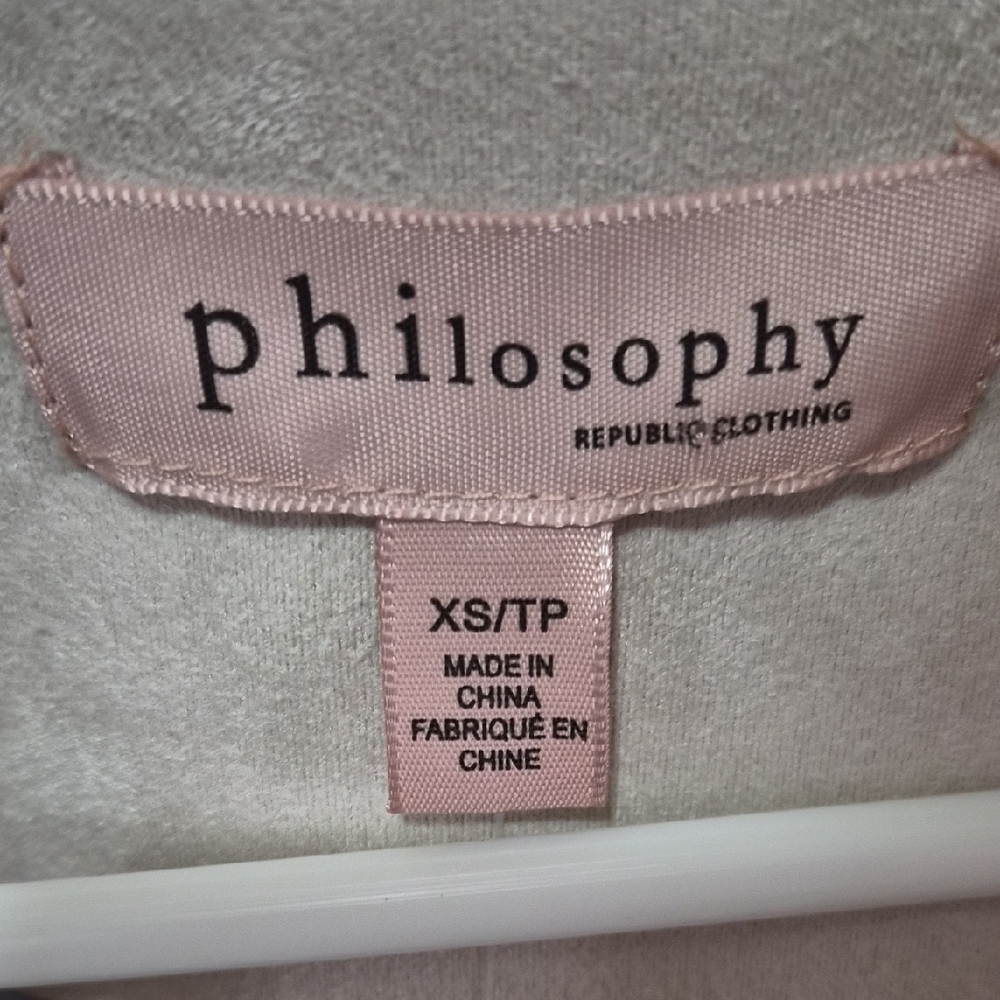 philosophy
REPUBLIC CLOTHING
XS/TP
MADE IN
CHINA
FABRIQUÉ EN
CHINE